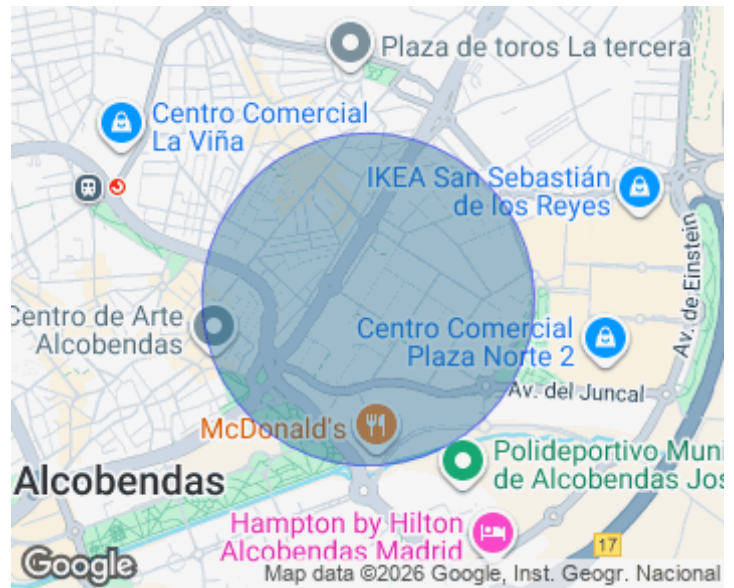 Plaza de toros La tercera
Centro Comercial
La Viña
IKEA San Sebastián
de los Reyes
Av. de Einstein
Centro de Arte
Alcobendas
Centro Comercial
Plaza Norte 2
Av. del Juncal
McDonald's
Polideportivo Muni
de Alcobendas Jos
Alcobendas
Hampton by Hilton
Alcobendas Madrid
17
Google
Map data ©2026 Google, Inst. Geogr. Nacional